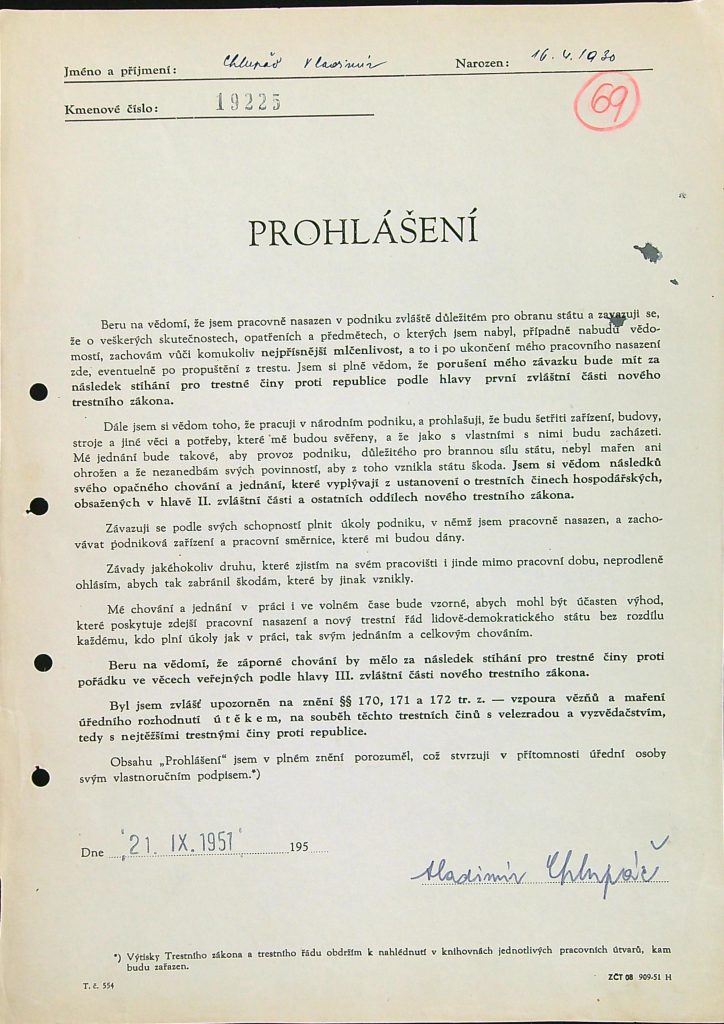 Jméno a příjmení: Chlupáč Vladimír Narozen: 16.4.1930
Kmenové číslo: 19225
69
PROHLÁŠENÍ
Beru na vědomí, že jsem pracovně nasazen v podniku zvláště důležitém pro obranu státu a zavazuji se,
že o veškerých skutečnostech, opatřeních a předmětech, o kterých jsem nabyl, případně nabudu vědo-
mostí, zachovám vůči komukoliv nejpřísnější mlčenlivost, a to i po ukončení mého pracovního nasazení
zde, eventuelně po propuštění z trestu. Jsem si plně vědom, že porušení mého závazku bude mít za
následek stíhání pro trestné činy proti republice podle hlavy první zvláštní části nového
trestního zákona.
Dále jsem si vědom toho, že pracuji v národním podniku, a prohlašuji, že budu šetřiti zařízení, budovy,
stroje a jiné věci a potřeby, které mě budou svěřeny, a že jako s vlastními s nimi budu zacházeti.
Mé jednání bude takové, aby provoz podniku, důležitého pro brannou sílu státu, nebyl mařen ani
ohrožen a že nezanedbám svých povinností, aby z toho vznikla státu škoda. Jsem si vědom následků
svého opačného chování a jednání, které vyplývají z ustanovení o trestních činech hospodářských,
obsažených v hlavě II. zvláštní části a ostatních oddílech nového trestního zákona.
Zavazuji se podle svých schopností plnit úkoly podniku, v němž jsem pracovně nasazen, a zacho-
vávat podniková zařízení a pracovní směrnice, které mi budou dány.
Závady jakéhokoliv druhu, které zjistím na svém pracovišti i jinde mimo pracovní dobu, neprodleně
ohlásím, abych tak zabránil škodám, které by jinak vznikly.
Mé chování a jednání v práci i ve volném čase bude vzorné, abych mohl být účasten výhod,
které poskytuje zdejší pracovní nasazení a nový trestní řád lidově-demokratického státu bez rozdílu
každému, kdo plní úkoly jak v práci, tak svým jednáním a celkovým chováním.
Beru na vědomí, že záporné chování by mělo za následek stíhání pro trestné činy proti
pořádku ve věcech veřejných podle hlavy III. zvláštní části nového trestního zákona.
Byl jsem zvlášť upozorněn na znění §§ 170, 171 a 172 tr. z. — vzpoura vězňů a maření
úředního rozhodnutí útěkem, na souběh těchto trestních činů s velezradou a vyzvědačstvím,
tedy s nejtěžšími trestnými činy proti republice.
Obsahu „Prohlášení" jsem v plném znění porozuměl, což stvrzuji v přítomnosti úřední osoby
svým vlastnoručním podpisem.*)
Dne 21. IX. 1951 195
Vladimír Chlupáč
*) Výtisky Trestního zákona a trestního řádu obdržím k nahlédnutí v knihovnách jednotlivých pracovních útvarů, kam
budu zařazen.
T. č. 554 ZČT 08 909-51 H